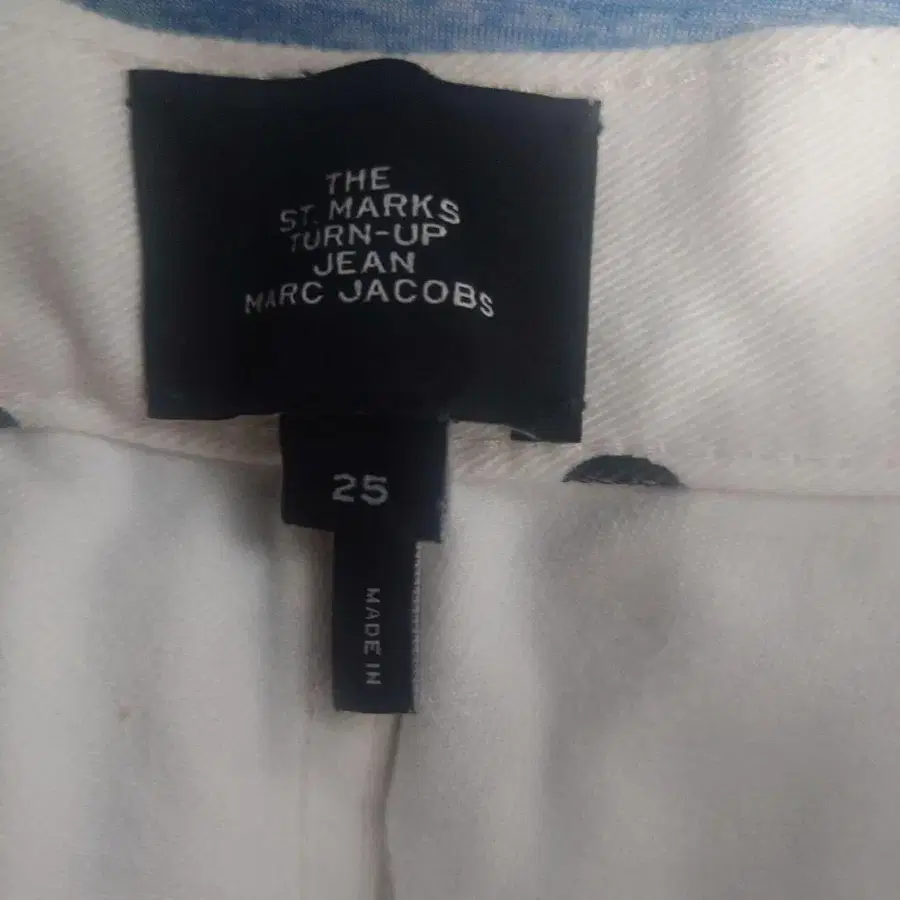 THE
ST. MARKS
TURN-UP
JEAN
MARC JACOBS
25
MADE IN